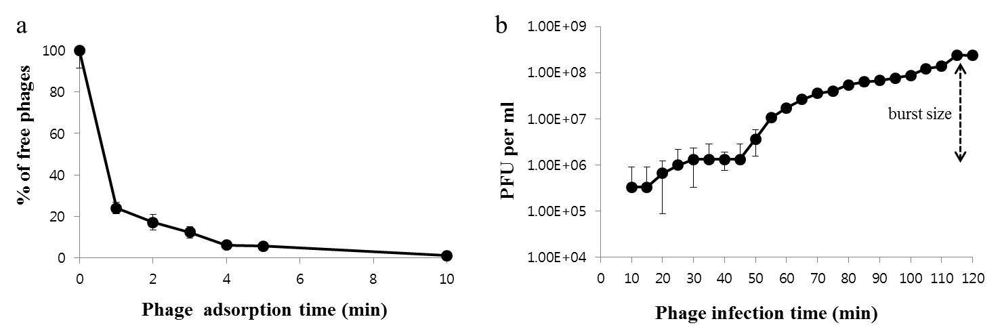 a
100
80
60
40
20
0
0 2 4 6 8 10
% of free phages
Phage adsorption time (min)
b
1.00E+09
1.00E+08
1.00E+07
1.00E+06
1.00E+05
1.00E+04
0 10 20 30 40 50 60 70 80 90 100 110 120
PFU per ml
burst size
Phage infection time (min)